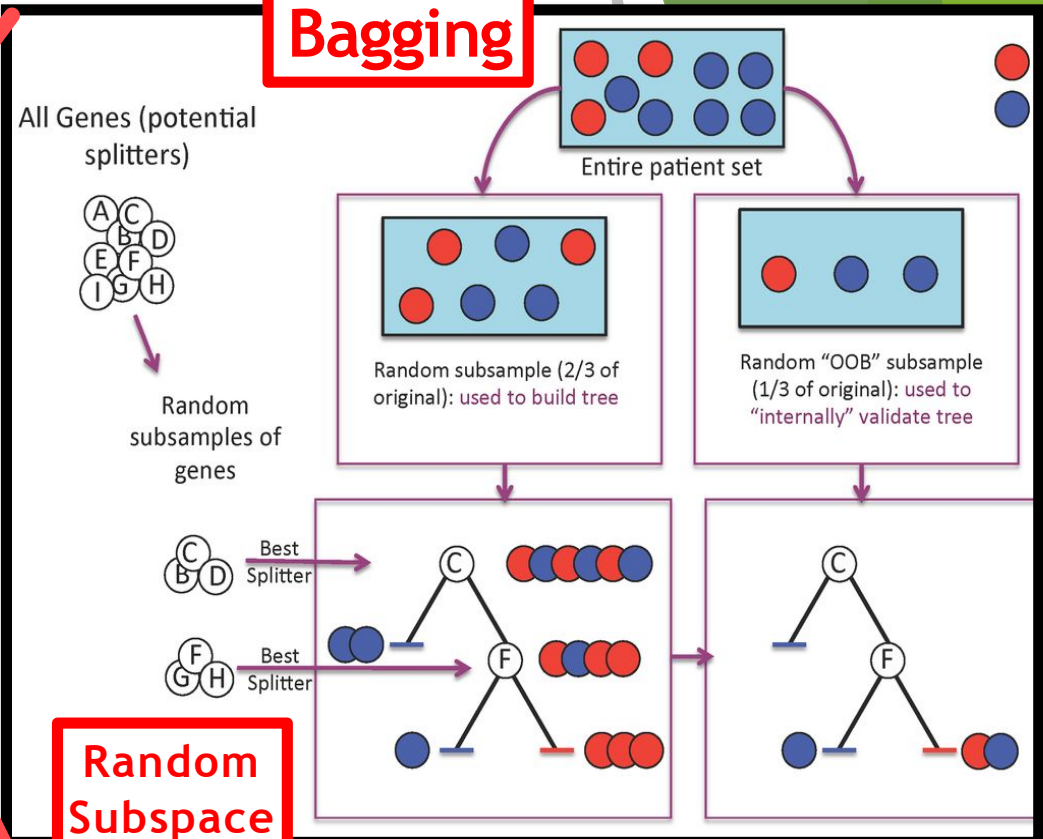 Bagging
All Genes (potential
splitters)
A
C
B
D
E
F
I
G
H
Entire patient set
Random subsample (2/3 of
original): used to build tree
Random “OOB” subsample
(1/3 of original): used to
“internally” validate tree
Random
subsamples of
genes
C
B D
Best
Splitter
C
C
F
G H
Best
Splitter
F
F
Random
Subspace